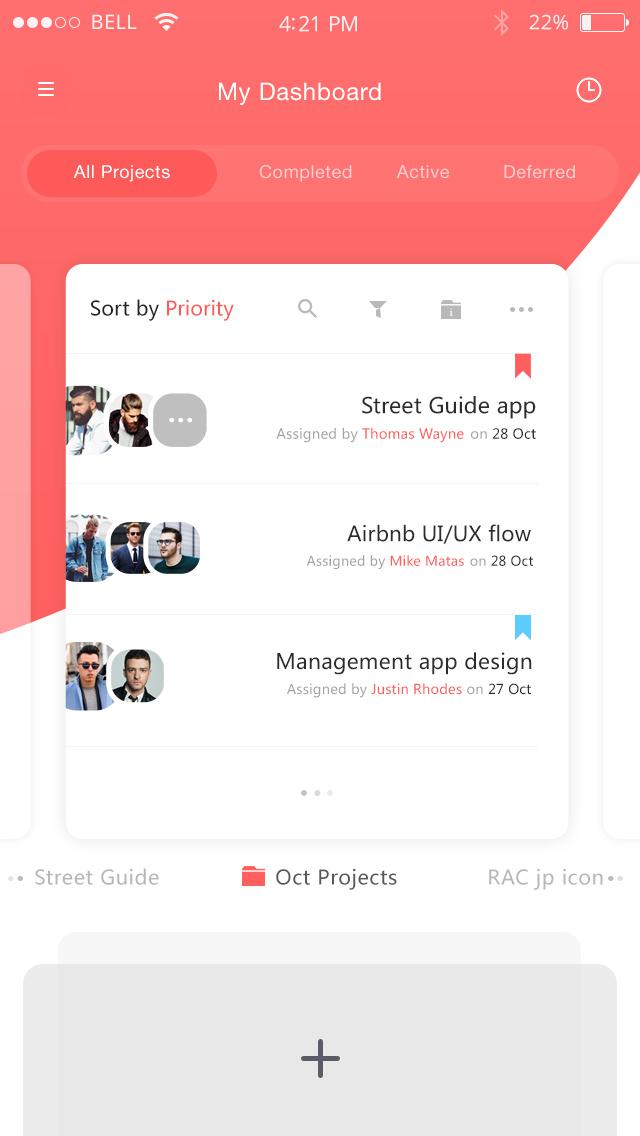 BELL 4:21 PM 22%
My Dashboard
All Projects Completed Active Deferred
Sort by Priority
Street Guide app
Assigned by Thomas Wayne on 28 Oct
Airbnb UI/UX flow
Assigned by Mike Matas on 28 Oct
Management app design
Assigned by Justin Rhodes on 27 Oct
Street Guide Oct Projects RAC jp icon